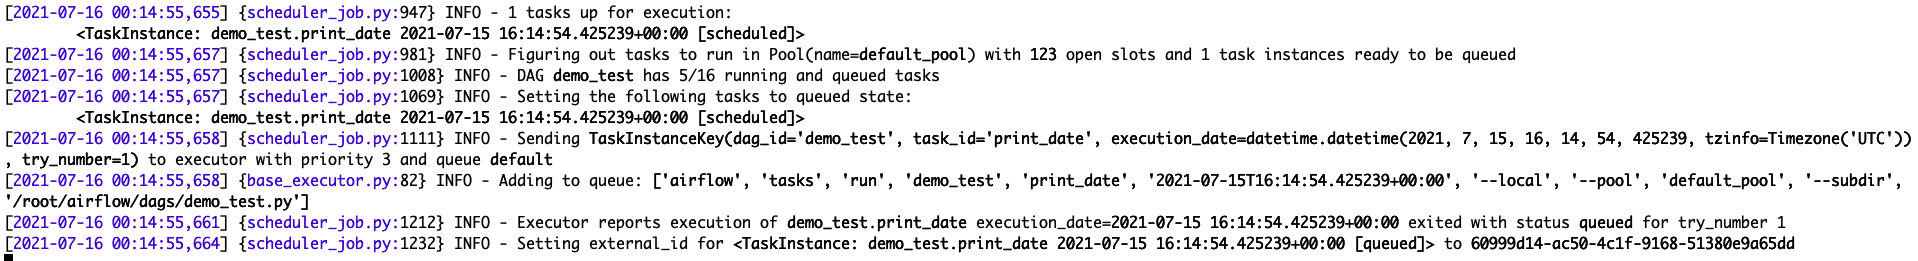 [2021-07-16 00:14:55,655] {scheduler_job.py:947} INFO - 1 tasks up for execution:
        <TaskInstance: demo_test.print_date 2021-07-15 16:14:54.425239+00:00 [scheduled]>
[2021-07-16 00:14:55,657] {scheduler_job.py:981} INFO - Figuring out tasks to run in Pool(name=default_pool) with 123 open slots and 1 task instances ready to be queued
[2021-07-16 00:14:55,657] {scheduler_job.py:1008} INFO - DAG demo_test has 5/16 running and queued tasks
[2021-07-16 00:14:55,657] {scheduler_job.py:1069} INFO - Setting the following tasks to queued state:
        <TaskInstance: demo_test.print_date 2021-07-15 16:14:54.425239+00:00 [scheduled]>
[2021-07-16 00:14:55,658] {scheduler_job.py:1111} INFO - Sending TaskInstanceKey(dag_id='demo_test', task_id='print_date', execution_date=datetime.datetime(2021, 7, 15, 16, 14, 54, 425239, tzinfo=Timezone('UTC'))
, try_number=1) to executor with priority 3 and queue default
[2021-07-16 00:14:55,658] {base_executor.py:82} INFO - Adding to queue: ['airflow', 'tasks', 'run', 'demo_test', 'print_date', '2021-07-15T16:14:54.425239+00:00', '--local', '--pool', 'default_pool', '--subdir',
'/root/airflow/dags/demo_test.py']
[2021-07-16 00:14:55,661] {scheduler_job.py:1212} INFO - Executor reports execution of demo_test.print_date execution_date=2021-07-15 16:14:54.425239+00:00 exited with status queued for try_number 1
[2021-07-16 00:14:55,664] {scheduler_job.py:1232} INFO - Setting external_id for <TaskInstance: demo_test.print_date 2021-07-15 16:14:54.425239+00:00 [queued]> to 60999d14-ac50-4c1f-9168-51380e9a65dd